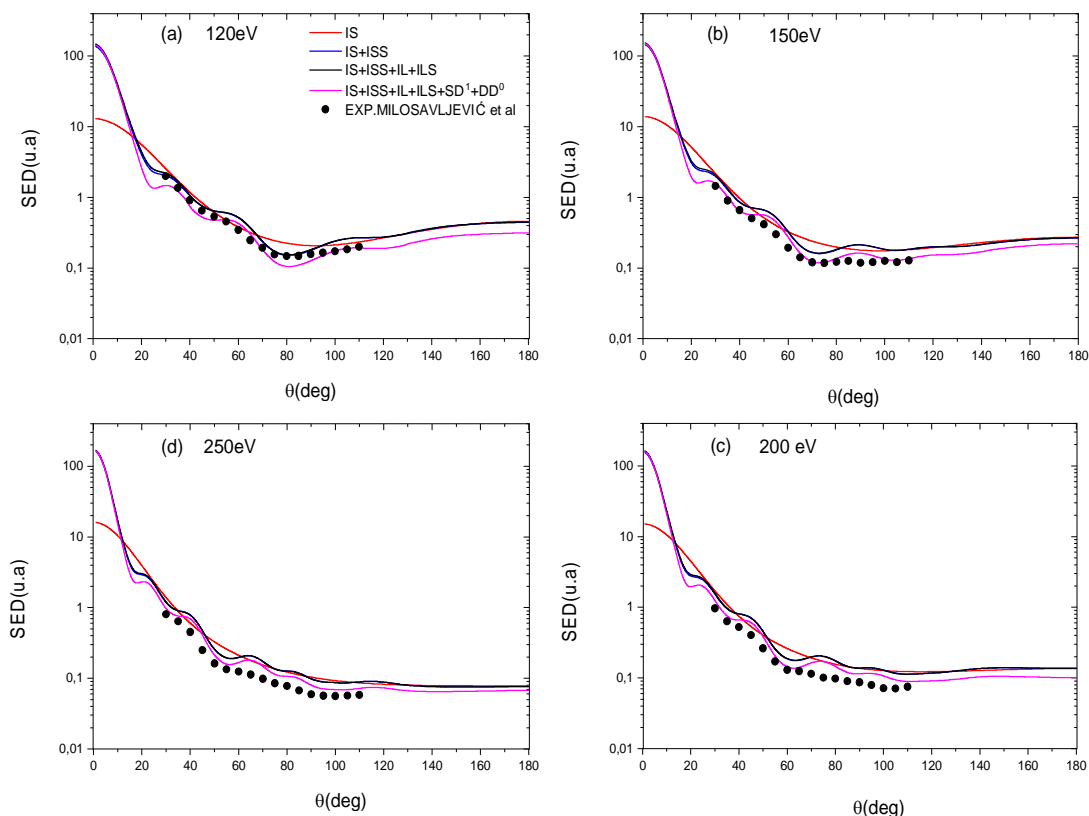 (a) 120eV
IS
IS+ISS
IS+ISS+IL+ILS
IS+ISS+IL+ILS+SD¹+DD⁰
EXP.MILOSAVLJEVIĆ et al
100
10
1
0,1
0,01
SED(u.a)
0 20 40 60 80 100 120 140 160 180
θ(deg)
(b) 150eV
100
10
1
0,1
0,01
SED(u.a)
0 20 40 60 80 100 120 140 160 180
θ(deg)
(d) 250eV
100
10
1
0,1
0,01
SED(u.a)
0 20 40 60 80 100 120 140 160 180
θ(deg)
(c) 200 eV
100
10
1
0,1
0,01
SED(u.a)
0 20 40 60 80 100 120 140 160 180
θ(deg)